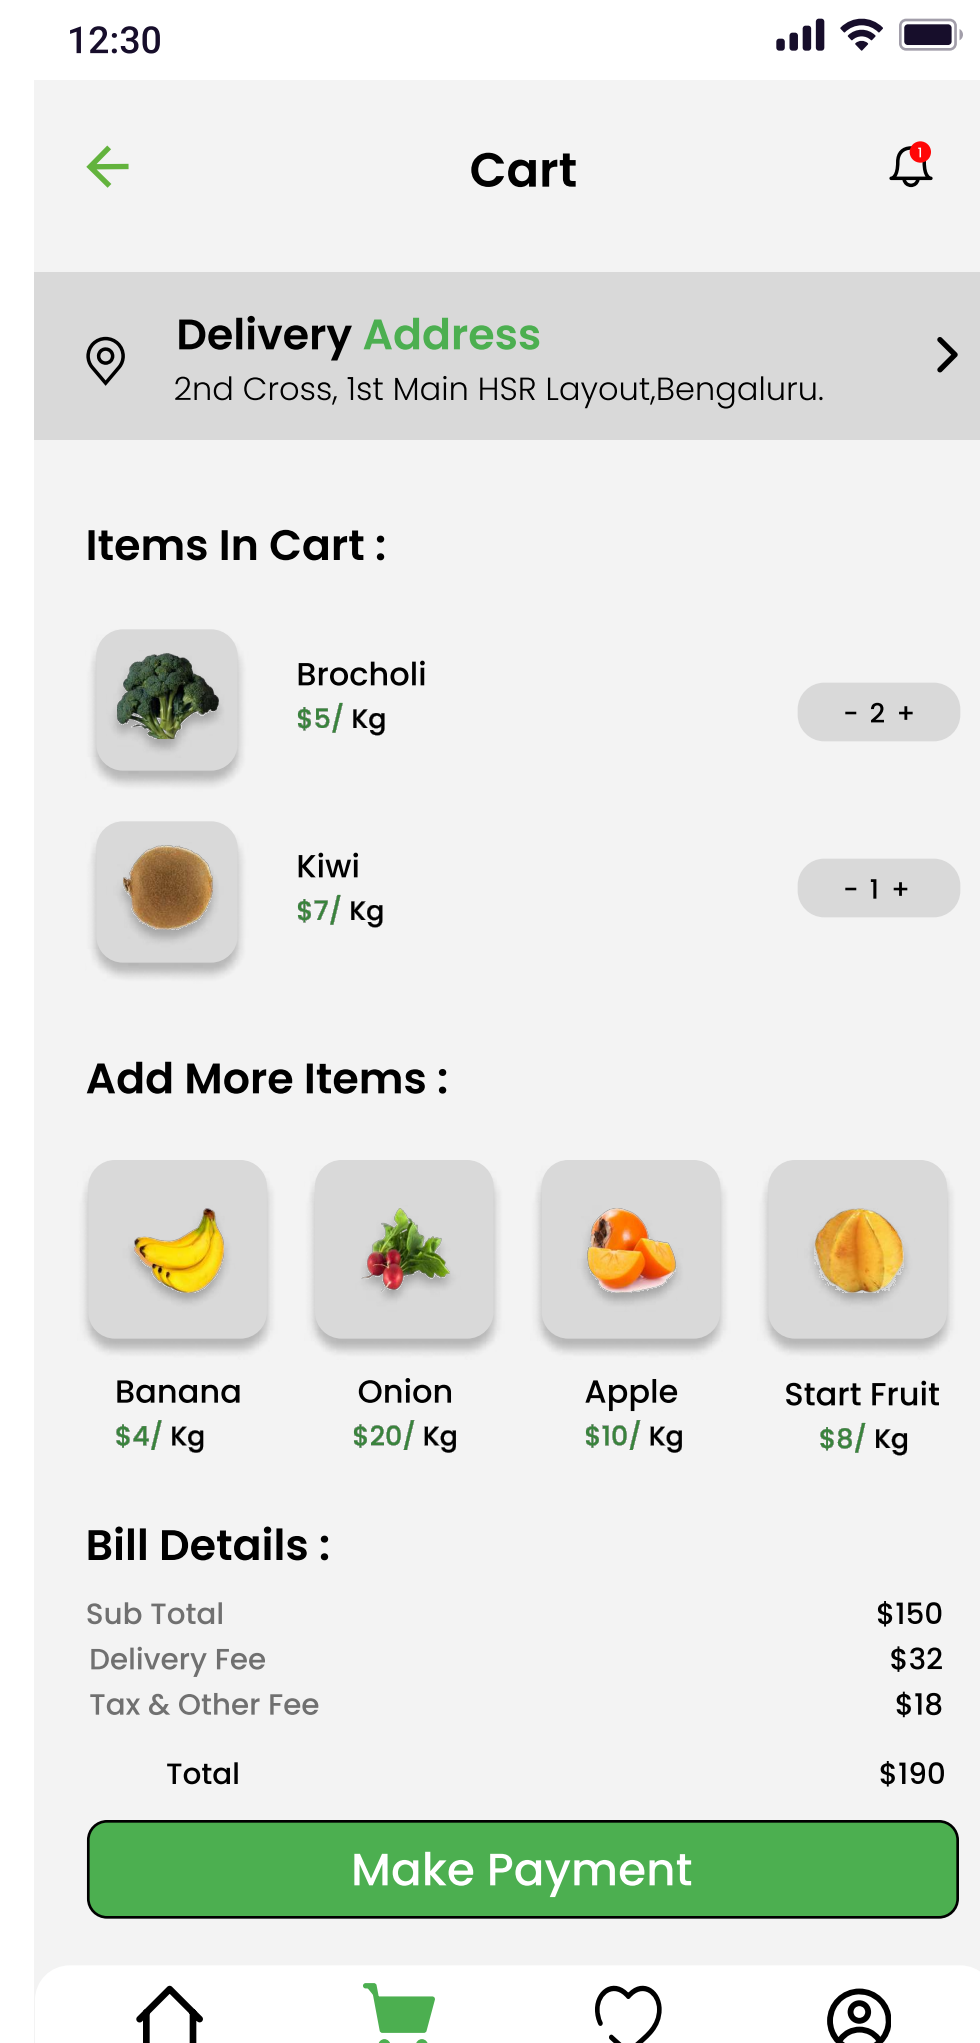 12:30
Cart
1
Delivery Address
2nd Cross, 1st Main HSR Layout,Bengaluru.
Items In Cart :
Brocholi
$5/ Kg
- 2 +
Kiwi
$7/ Kg
- 1 +
Add More Items :
Banana
$4/ Kg
Onion
$20/ Kg
Apple
$10/ Kg
Start Fruit
$8/ Kg
Bill Details :
Sub Total $150
Delivery Fee $32
Tax & Other Fee $18
Total $190
Make Payment